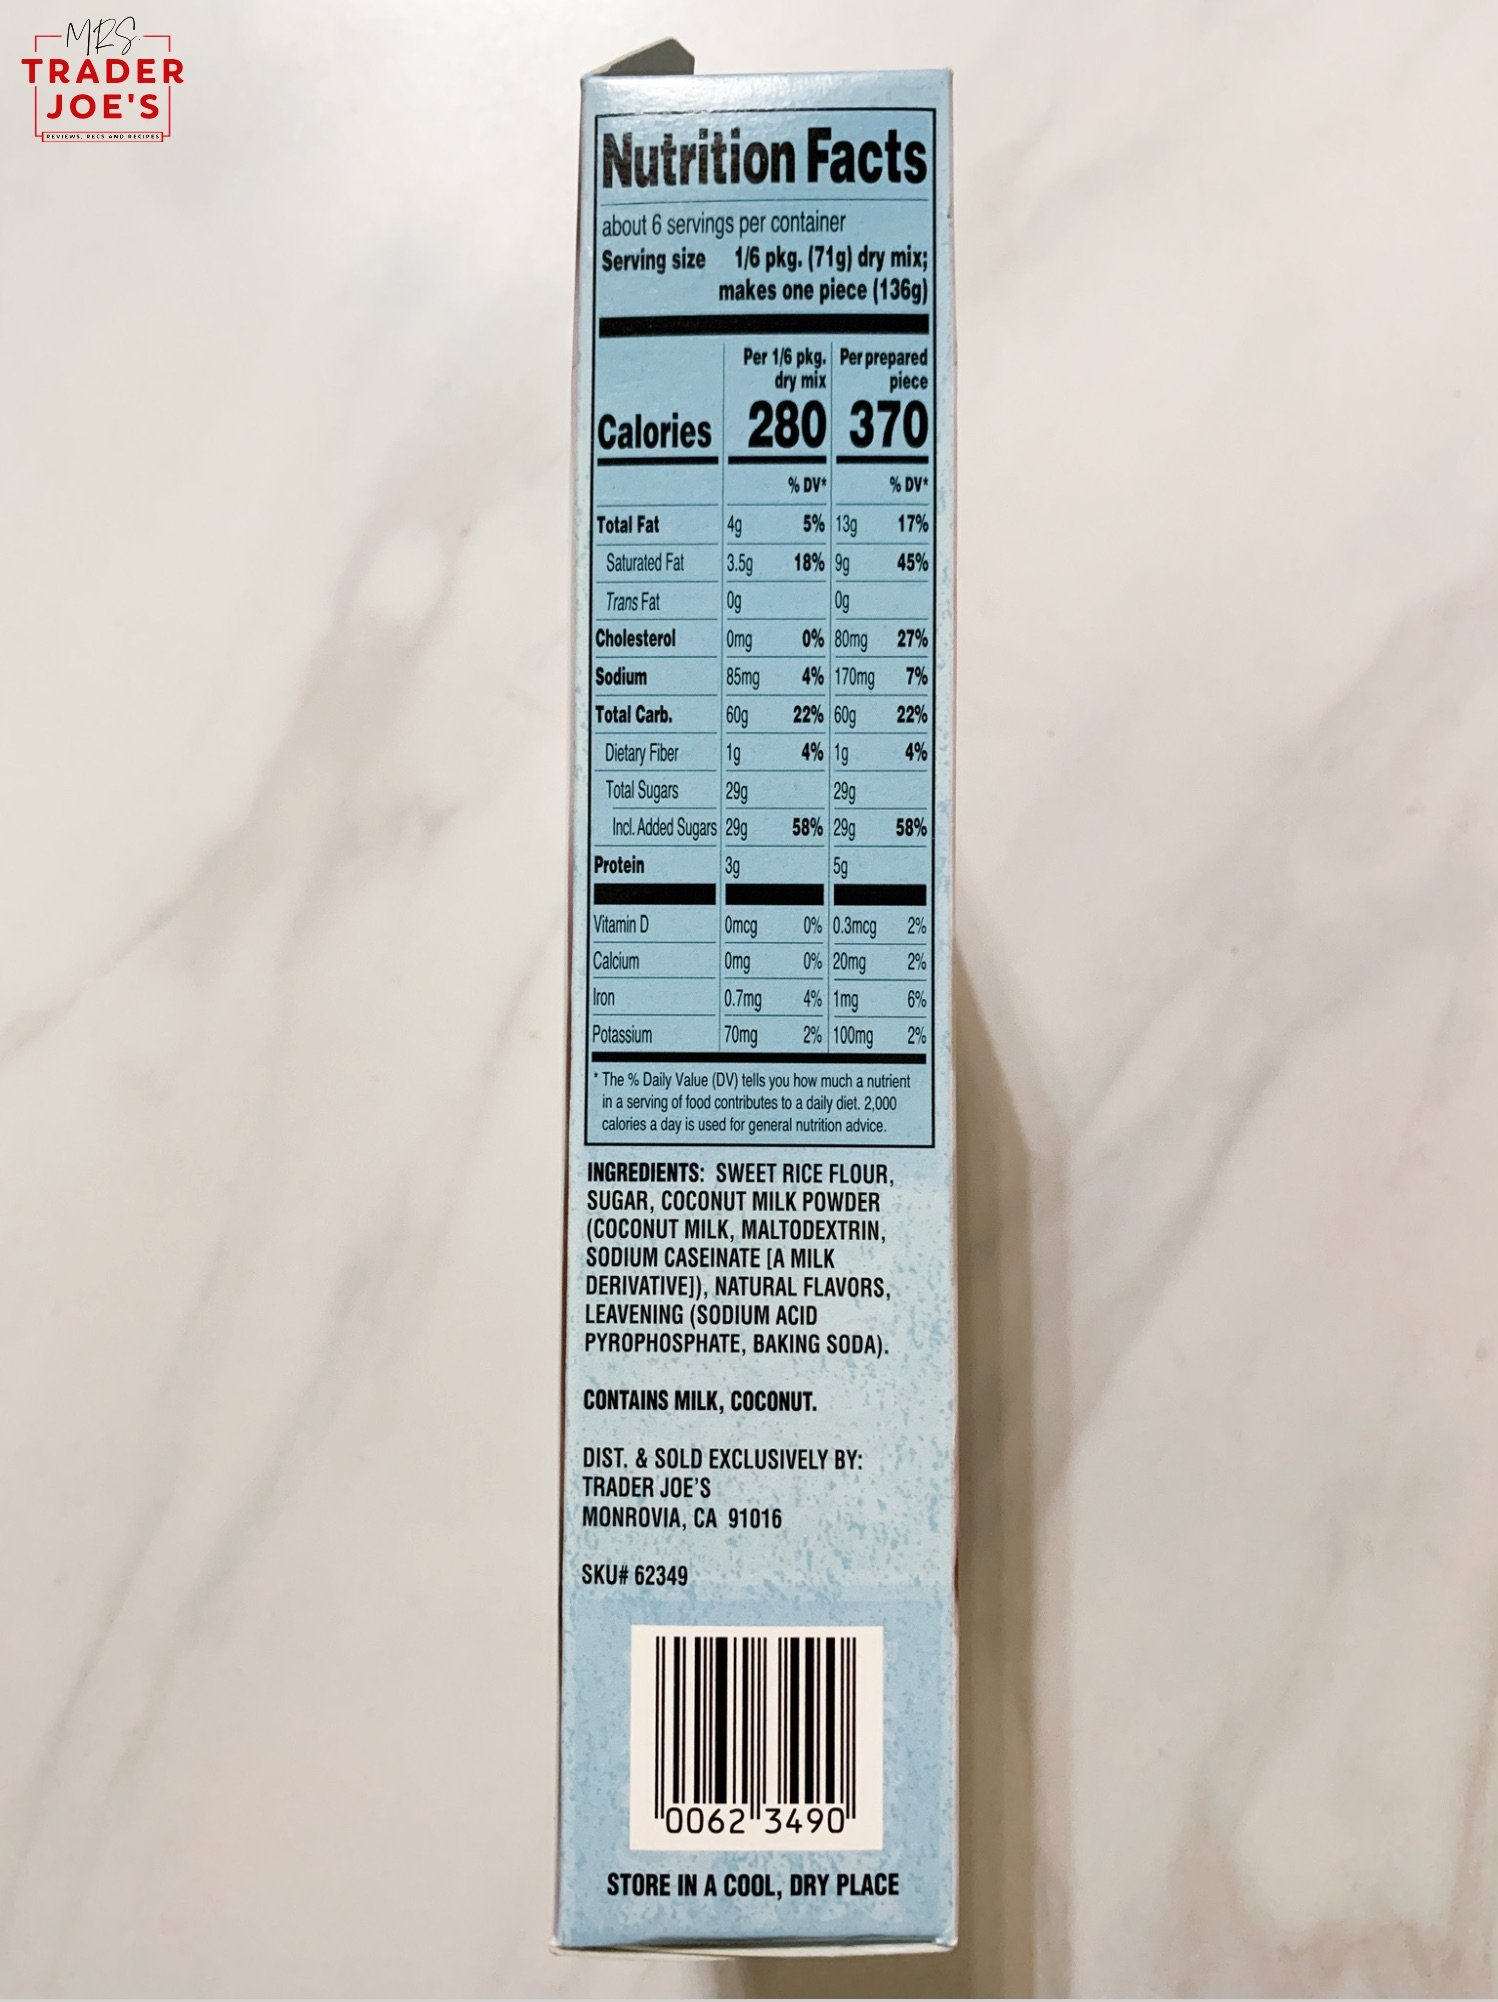 MRS.
TRADER
JOE'S
REVIEWS, RECS AND RECIPES
Nutrition Facts
about 6 servings per container
Serving size 1/6 pkg. (71g) dry mix;
makes one piece (136g)
Per 1/6 pkg. Per prepared
dry mix piece
Calories 280 370
% DV* % DV*
Total Fat 4g 5% 13g 17%
Saturated Fat 3.5g 18% 9g 45%
Trans Fat 0g 0g
Cholesterol 0mg 0% 80mg 27%
Sodium 85mg 4% 170mg 7%
Total Carb. 60g 22% 60g 22%
Dietary Fiber 1g 4% 1g 4%
Total Sugars 29g 29g
Incl. Added Sugars 29g 58% 29g 58%
Protein 3g 5g
Vitamin D 0mcg 0% 0.3mcg 2%
Calcium 0mg 0% 20mg 2%
Iron 0.7mg 4% 1mg 6%
Potassium 70mg 2% 100mg 2%
* The % Daily Value (DV) tells you how much a nutrient
in a serving of food contributes to a daily diet. 2,000
calories a day is used for general nutrition advice.
INGREDIENTS: SWEET RICE FLOUR,
SUGAR, COCONUT MILK POWDER
(COCONUT MILK, MALTODEXTRIN,
SODIUM CASEINATE [A MILK
DERIVATIVE]), NATURAL FLAVORS,
LEAVENING (SODIUM ACID
PYROPHOSPHATE, BAKING SODA).
CONTAINS MILK, COCONUT.
DIST. & SOLD EXCLUSIVELY BY:
TRADER JOE'S
MONROVIA, CA 91016
SKU# 62349
0062 3490
STORE IN A COOL, DRY PLACE